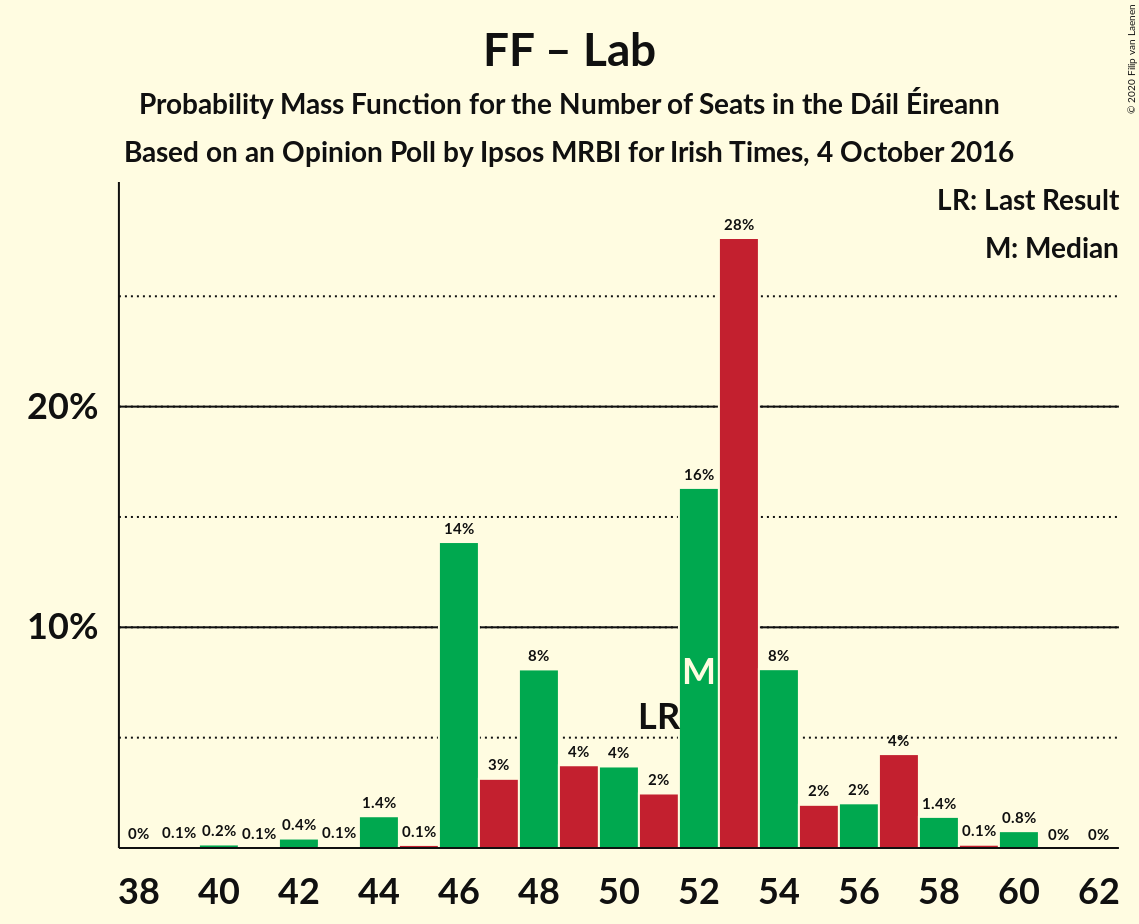 FF – Lab
Probability Mass Function for the Number of Seats in the Dáil Éireann
Based on an Opinion Poll by Ipsos MRBI for Irish Times, 4 October 2016
© 2020 Filip van Laenen
LR: Last Result
M: Median
20%
10%
0% 0.1% 0.2% 0.1% 0.4% 0.1% 1.4% 0.1% 14% 3% 8% 4% 4% 2% 16% 28% 8% 2% 2% 4% 1.4% 0.1% 0.8% 0% 0%
LR
M
38 40 42 44 46 48 50 52 54 56 58 60 62